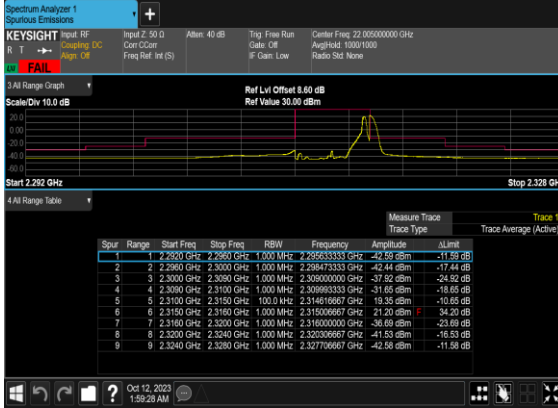 Spectrum Analyzer 1
Spurious Emissions
+
KEYSIGHT Input: RF Input Z: 50 Ω Atten: 40 dB Trig: Free Run Center Freq: 22.005000000 GHz
R T Coupling: DC Corr CCorr Gate: Off Avg|Hold: 1000/1000
Align: Off Freq Ref: Int (S) IF Gain: Low Radio Std: None
FAIL
3 All Range Graph Ref Lvl Offset 8.60 dB
Scale/Div 10.0 dB Ref Value 30.00 dBm
20.0
0.00
-20.0
-40.0
-60.0
Start 2.292 GHz Stop 2.328 GH
4 All Range Table
Measure Trace Trace 1
Trace Type Trace Average (Active)
Spur Range Start Freq Stop Freq RBW Frequency Amplitude ΔLimit
1 1 2.2920 GHz 2.2960 GHz 1.000 MHz 2.295633333 GHz -42.59 dBm -11.59 dB
2 2 2.2960 GHz 2.3000 GHz 1.000 MHz 2.298473333 GHz -42.44 dBm -17.44 dB
3 3 2.3000 GHz 2.3090 GHz 1.000 MHz 2.309000000 GHz -37.92 dBm -24.92 dB
4 4 2.3090 GHz 2.3100 GHz 1.000 MHz 2.309993333 GHz -31.65 dBm -18.65 dB
5 5 2.3100 GHz 2.3150 GHz 100.0 kHz 2.314616667 GHz 19.35 dBm -10.65 dB
6 6 2.3150 GHz 2.3160 GHz 1.000 MHz 2.315006667 GHz 21.20 dBm F 34.20 dB
7 7 2.3160 GHz 2.3200 GHz 1.000 MHz 2.316000000 GHz -36.69 dBm -23.69 dB
8 8 2.3200 GHz 2.3240 GHz 1.000 MHz 2.320306667 GHz -41.53 dBm -16.53 dB
9 9 2.3240 GHz 2.3280 GHz 1.000 MHz 2.327706667 GHz -42.58 dBm -11.58 dB
? Oct 12, 2023
1:59:28 AM